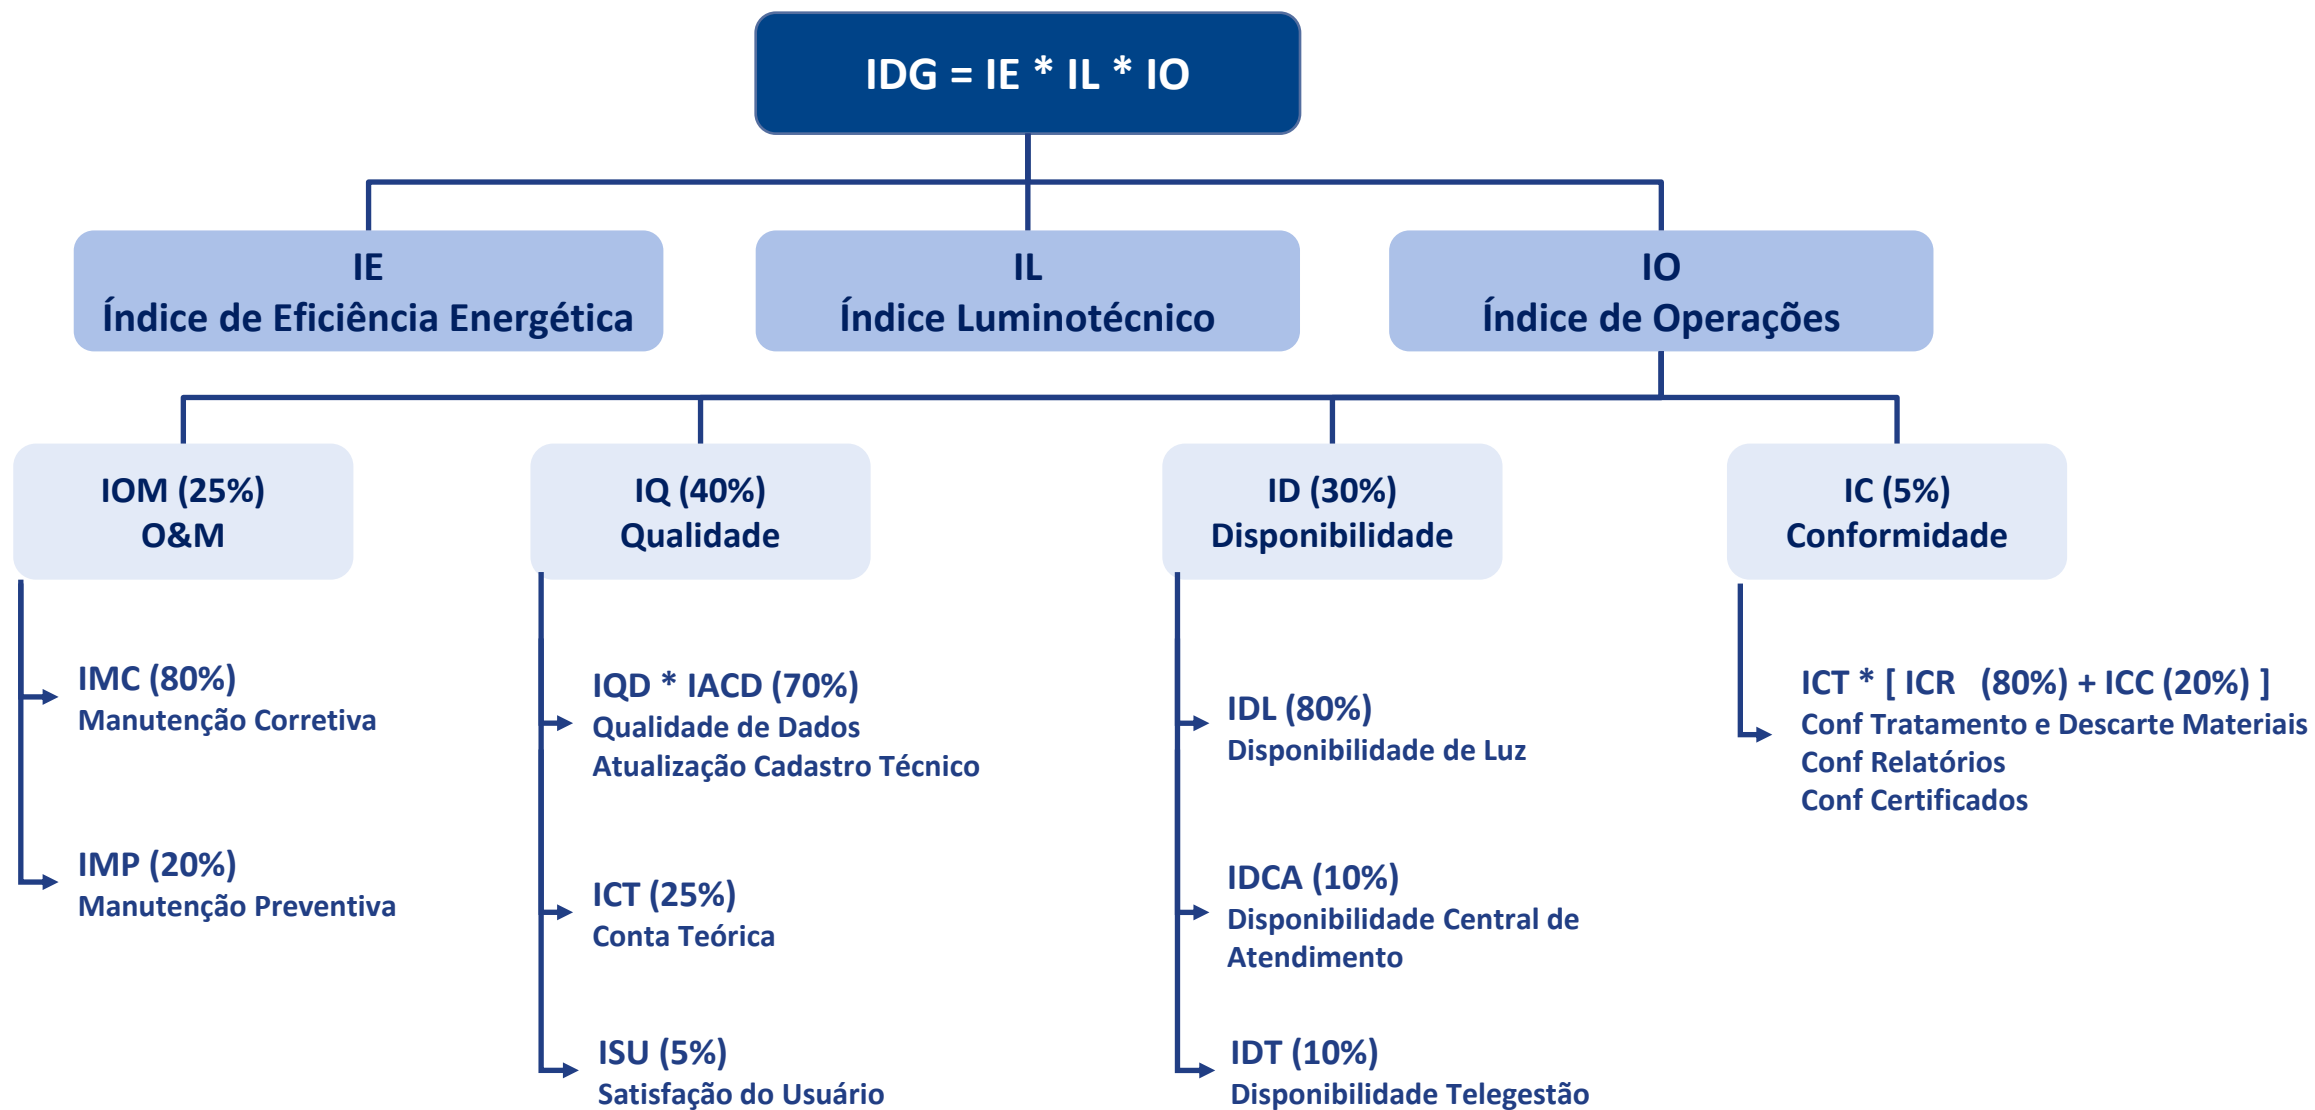 IDG = IE * IL * IO
IE
Índice de Eficiência Energética
IL
Índice Luminotécnico
IO
Índice de Operações
IOM (25%)
O&M
IQ (40%)
Qualidade
ID (30%)
Disponibilidade
IC (5%)
Conformidade
IMC (80%)
Manutenção Corretiva
IMP (20%)
Manutenção Preventiva
IQD * IACD (70%)
Qualidade de Dados
Atualização Cadastro Técnico
ICT (25%)
Conta Teórica
ISU (5%)
Satisfação do Usuário
IDL (80%)
Disponibilidade de Luz
IDCA (10%)
Disponibilidade Central de
Atendimento
IDT (10%)
Disponibilidade Telegestão
ICT * [ ICR (80%) + ICC (20%) ]
Conf Tratamento e Descarte Materiais
Conf Relatórios
Conf Certificados